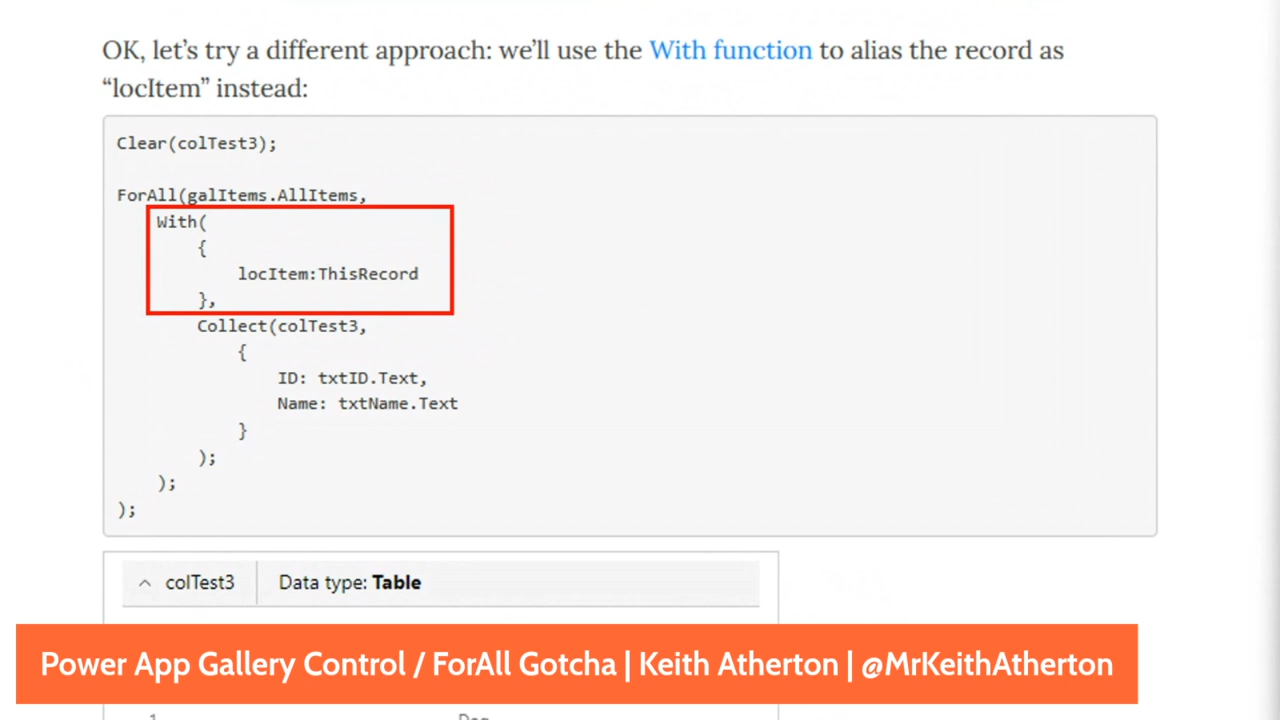 OK, let’s try a different approach: we’ll use the With function to alias the record as
“locItem” instead:
Clear(colTest3);
ForAll(galItems.AllItems,
With(
{
locItem:ThisRecord
},
Collect(colTest3,
{
ID: txtID.Text,
Name: txtName.Text
}
);
);
);
colTest3 Data type: Table
Power App Gallery Control / ForAll Gotcha | Keith Atherton | @MrKeithAtherton
1 Dog